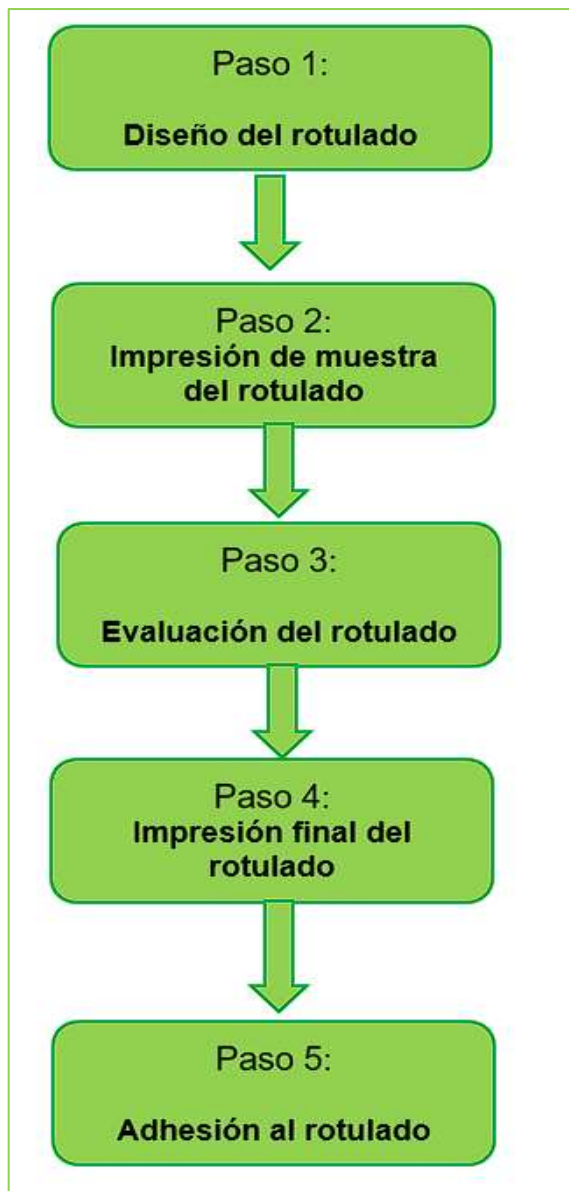 Paso 1:
Diseño del rotulado
Paso 2:
Impresión de muestra
del rotulado
Paso 3:
Evaluación del rotulado
Paso 4:
Impresión final del
rotulado
Paso 5:
Adhesión al rotulado